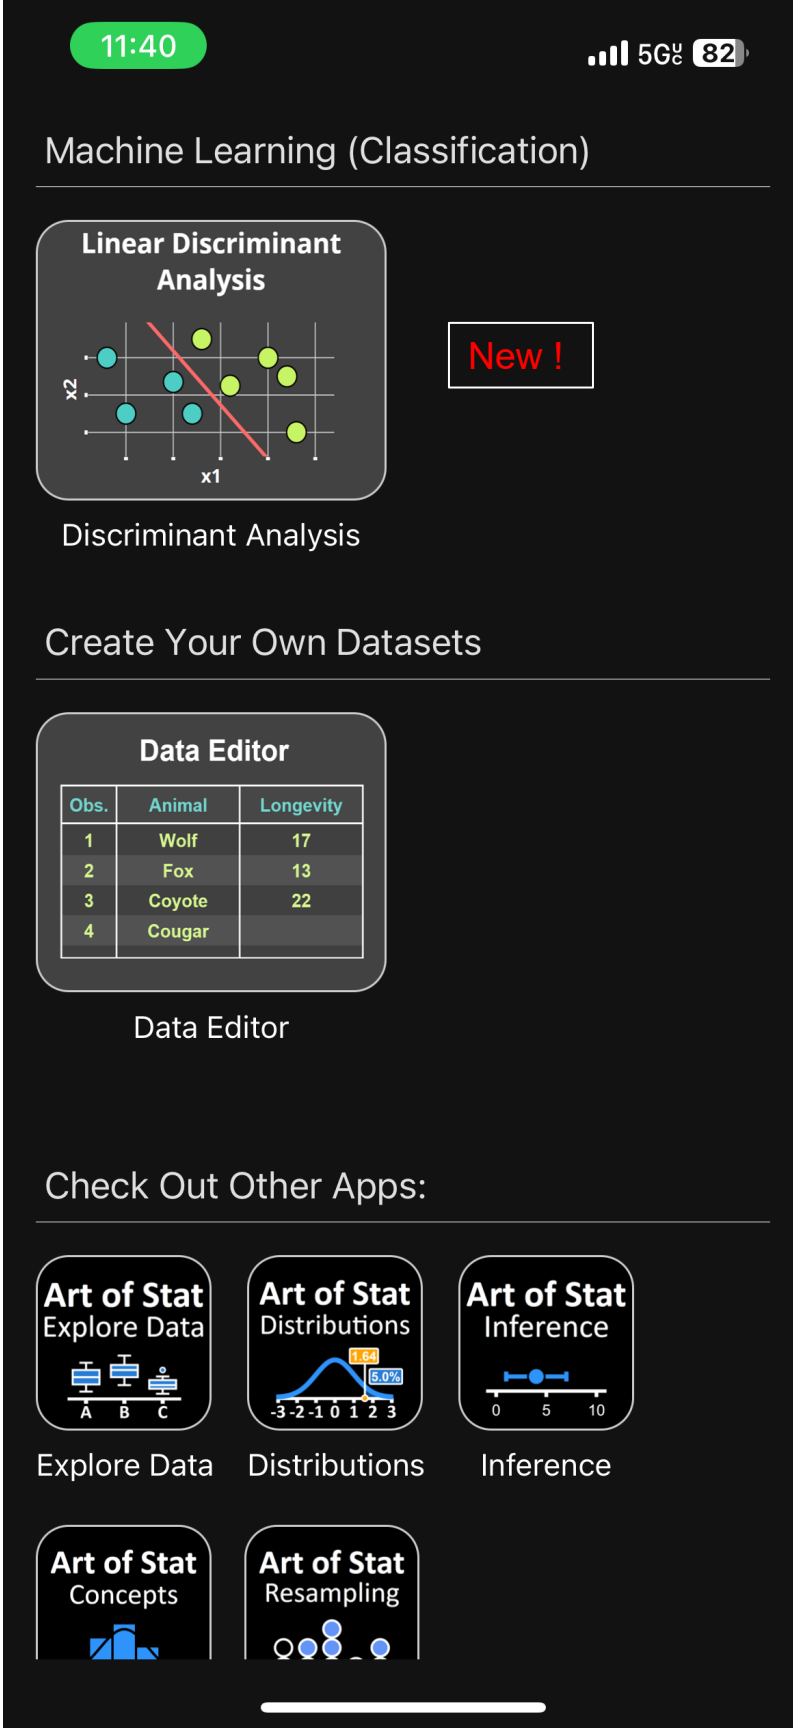 11:40
5G UC 82
Machine Learning (Classification)
Linear Discriminant
Analysis
x2
x1
New !
Discriminant Analysis
Create Your Own Datasets
Data Editor
Obs. Animal Longevity
1 Wolf 17
2 Fox 13
3 Coyote 22
4 Cougar
Data Editor
Check Out Other Apps:
Art of Stat
Explore Data
A B C
Explore Data
Art of Stat
Distributions
1.64
5.0%
-3 -2 -1 0 1 2 3
Distributions
Art of Stat
Inference
0 5 10
Inference
Art of Stat
Concepts
Art of Stat
Resampling